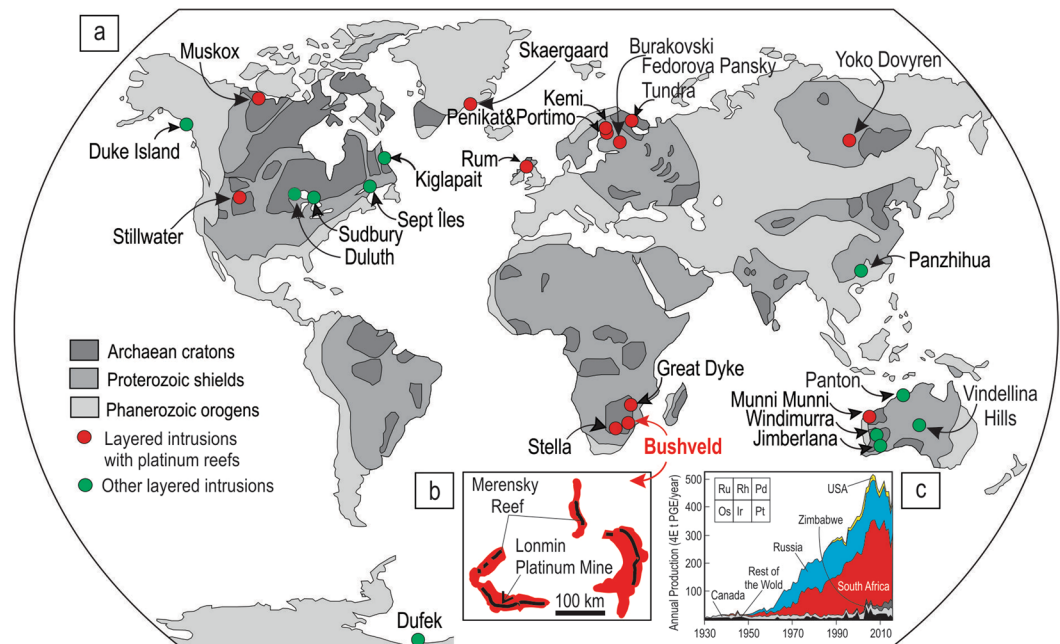 a
Muskox
Skaergaard
Burakovski
Fedorova Pansky
Tundra
Yoko Dovyren
Kemi
Penikat&Portimo
Duke Island
Rum
Kiglapait
Stillwater
Sept Îles
Sudbury
Duluth
Panzhihua
Archaean cratons
Proterozoic shields
Phanerozoic orogens
Layered intrusions
with platinum reefs
Other layered intrusions
Great Dyke
Stella
Bushveld
Panton
Munni Munni
Windimurra
Jimberlana
Vindellina
Hills
Dufek
b
Merensky
Reef
Lonmin
Platinum Mine
100 km
c
Annual Production (4E t PGE/year)
500
400
300
200
100
Ru Rh Pd
Os Ir Pt
USA
Zimbabwe
Russia
Rest of
the Wold
South Africa
Canada
1930 1950 1970 1990 2010